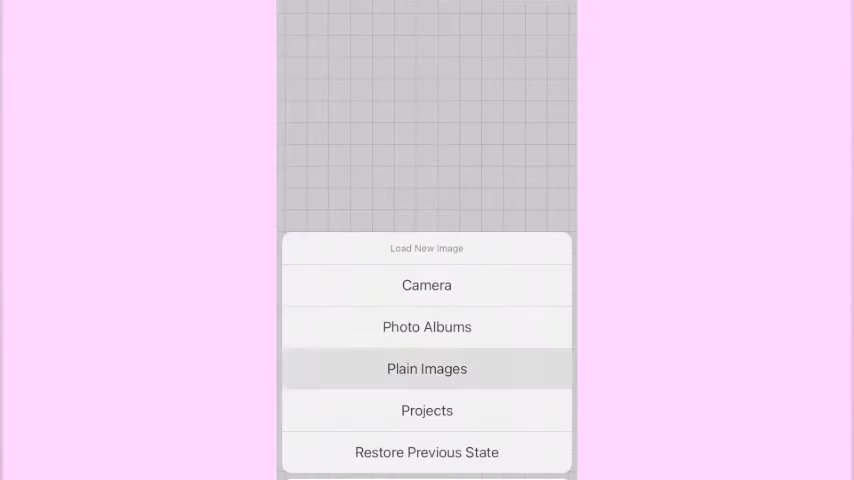 Load New Image
Camera
Photo Albums
Plain Images
Projects
Restore Previous State